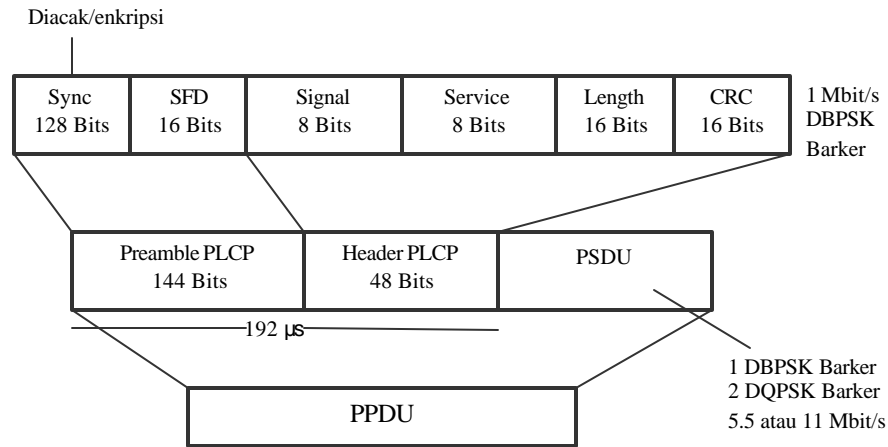 Diacak/enkripsi
Sync SFD Signal Service Length CRC
128 Bits 16 Bits 8 Bits 8 Bits 16 Bits 16 Bits
1 Mbit/s
DBPSK
Barker
Preamble PLCP Header PLCP PSDU
144 Bits 48 Bits
192 µs
1 DBPSK Barker
2 DQPSK Barker
5.5 atau 11 Mbit/s
PPDU